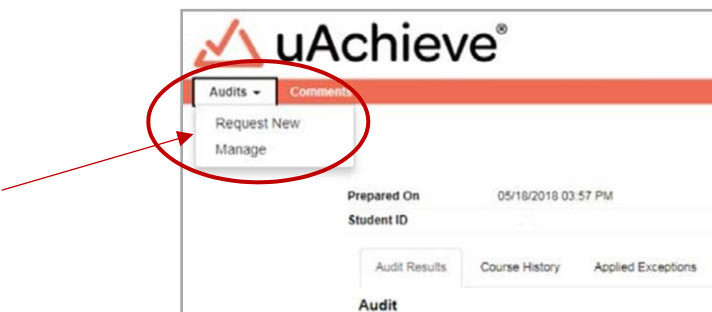 uAchieve®
Audits Comments
Request New
Manage
Prepared On 05/18/2018 03:57 PM
Student ID
Audit Results Course History Applied Exceptions
Audit